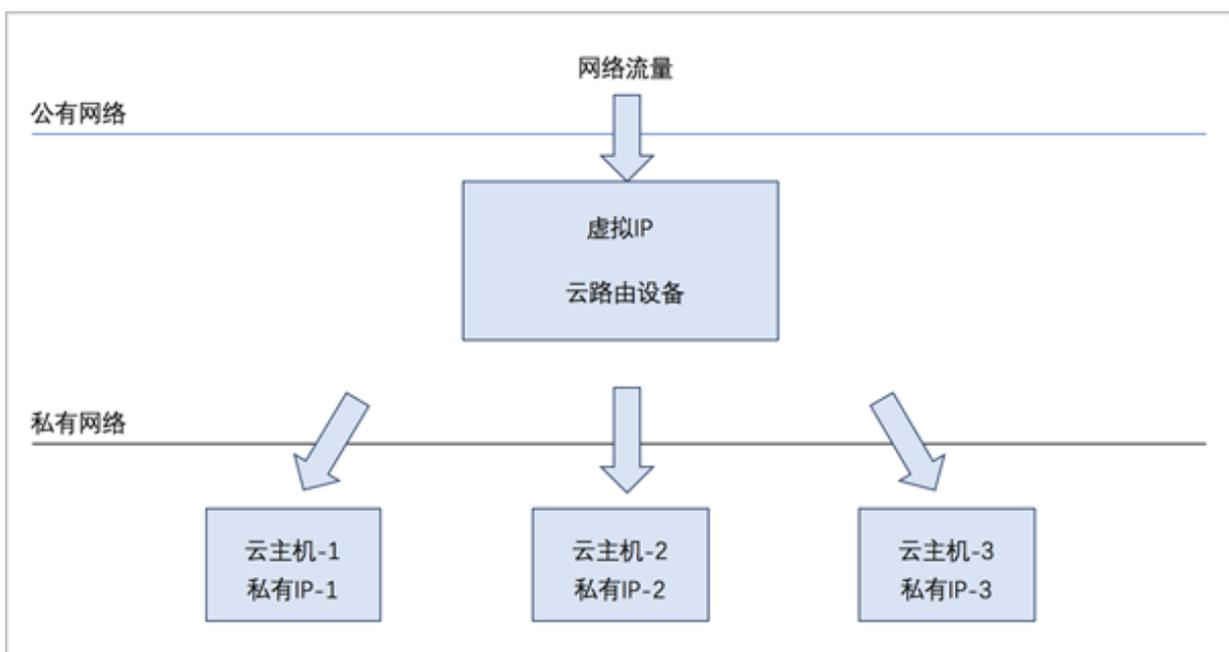 网络流量
公有网络
虚拟IP
云路由设备
私有网络
云主机-1
私有IP-1
云主机-2
私有IP-2
云主机-3
私有IP-3